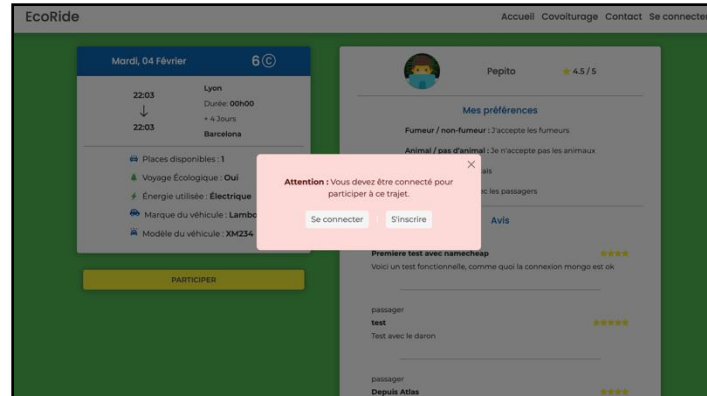 EcoRide
Accueil Covoiturage Contact Se connecter
Mardi, 04 Février 6 C
22:03 Lyon
Durée: 00h00
↓ + 4 Jours
22:03 Barcelona
Places disponibles : 1
Voyage Écologique : Oui
Énergie utilisée : Électrique
Marque du véhicule : Lambo
Modèle du véhicule : XM234
PARTICIPER
Pepito 4.5 / 5
Mes préférences
Fumeur / non-fumeur : J'accepte les fumeurs
Animal / pas d'animal : Je n'accepte pas les animaux
les passagers
Attention : Vous devez être connecté pour
participer à ce trajet.
Se connecter S'inscrire
Avis
Premiere test avec namecheap
Voici un test fonctionnelle, comme quoi la connexion mongo est ok
passager
test
Test avec le daron
passager
Depuis Atlas